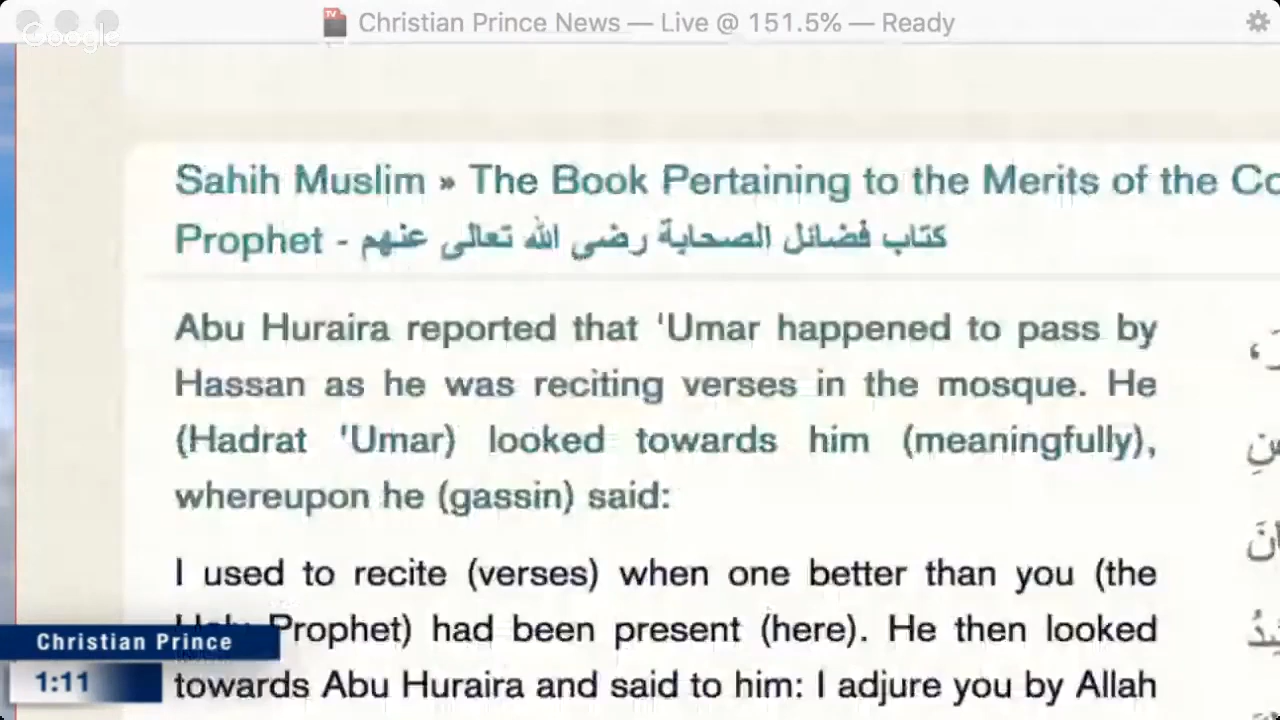 Christian Prince News — Live @ 151.5% — Ready
Google
Sahih Muslim » The Book Pertaining to the Merits of the Co
Prophet - كتاب فضائل الصحابة رضى الله تعالى عنهم
Abu Huraira reported that 'Umar happened to pass by
Hassan as he was reciting verses in the mosque. He
(Hadrat 'Umar) looked towards him (meaningfully),
whereupon he (gassin) said:
I used to recite (verses) when one better than you (the
Holy Prophet) had been present (here). He then looked
towards Abu Huraira and said to him: I adjure you by Allah
Christian Prince
1:11